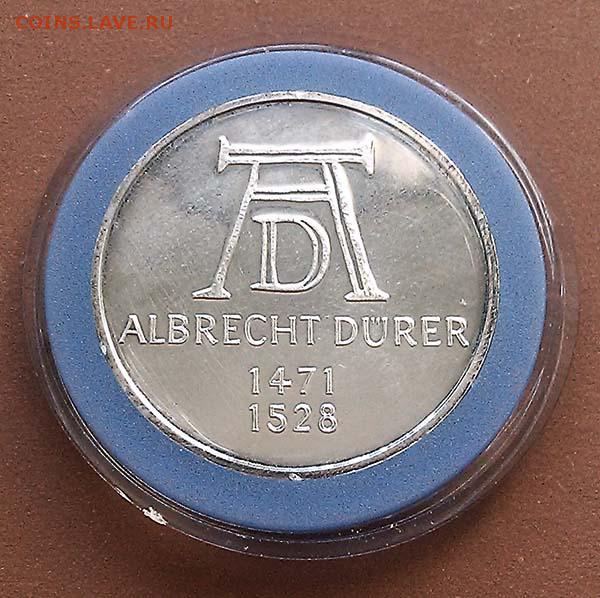 COINS.LAVE.RU
AD
ALBRECHT DÜRER
1471
1528